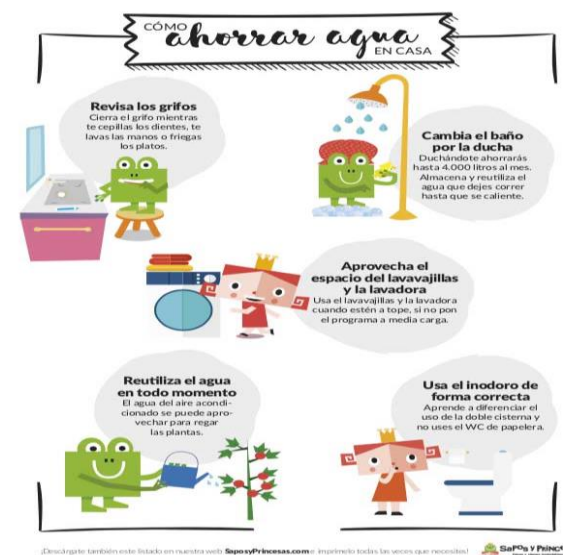 CÓMO
ahorrar agua
EN CASA
Revisa los grifos
Cierra el grifo mientras
te cepillas los dientes, te
lavas las manos o friegas
los platos.
Cambia el baño
por la ducha
Duchándote ahorrarás
hasta 4.000 litros al mes.
Almacena y reutiliza el
agua que dejes correr
hasta que se caliente.
Aprovecha el
espacio del lavavajillas
y la lavadora
Usa el lavavajillas y la lavadora
cuando estén a tope, si no pon
el programa a media carga.
Reutiliza el agua
en todo momento
El agua del aire acondi-
cionado se puede apro-
vechar para regar
las plantas.
Usa el inodoro de
forma correcta
Aprende a diferenciar el
uso de la doble cisterna y
no uses el WC de papelera.
¡Descárgate también este listado en nuestra web SaposyPrincesas.com e imprímelo todas las veces que necesites!
SaPOs Y PRINC